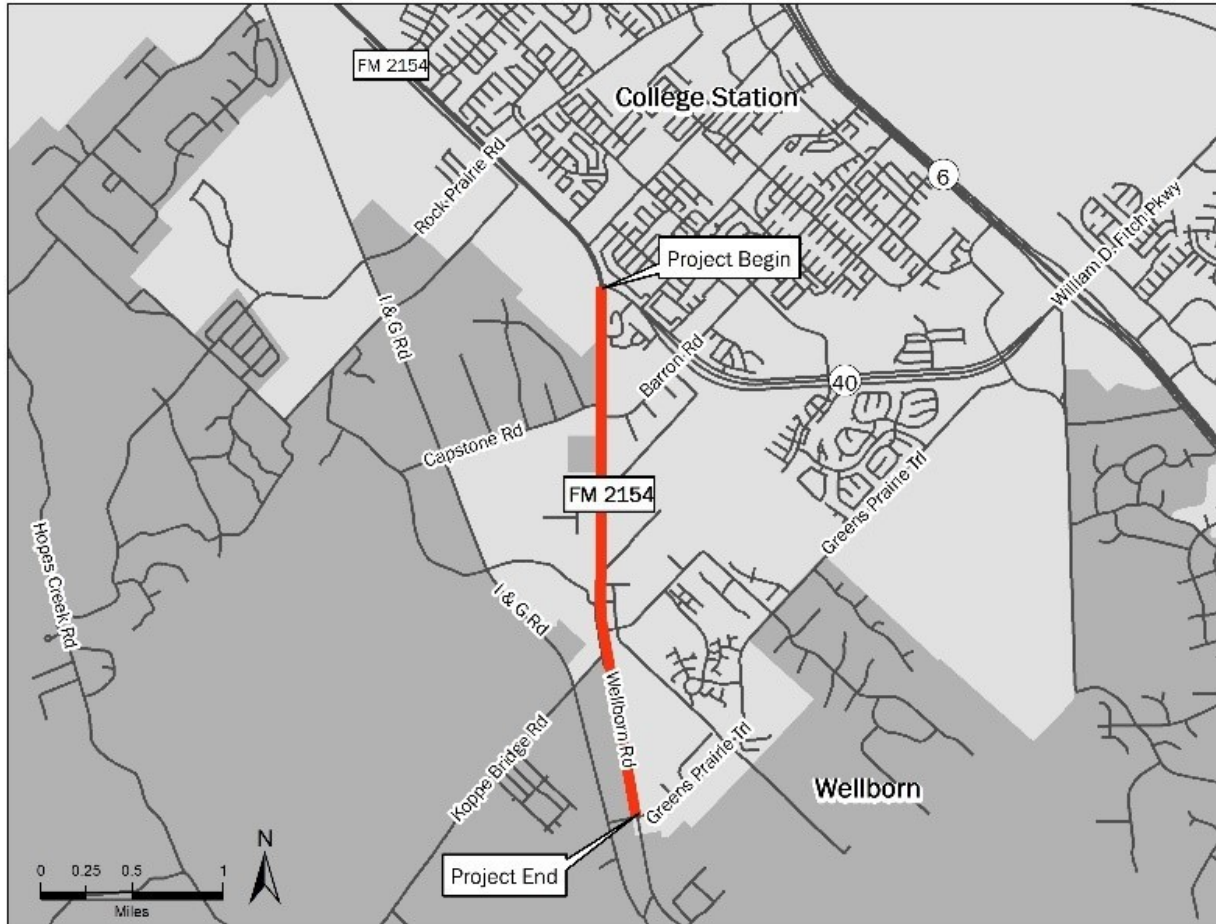 FM 2154
College Station
Rock Prairie Rd
6
William D. Fitch Pkwy
Project Begin
I & G Rd
Barron Rd
40
Capstone Rd
FM 2154
Greens Prairie Trl
Hopes Creek Rd
I & G Rd
Wellborn Rd
Koppe Bridge Rd
Greens Prairie Trl
Wellborn
Project End
N
0 0.25 0.5 1
Miles